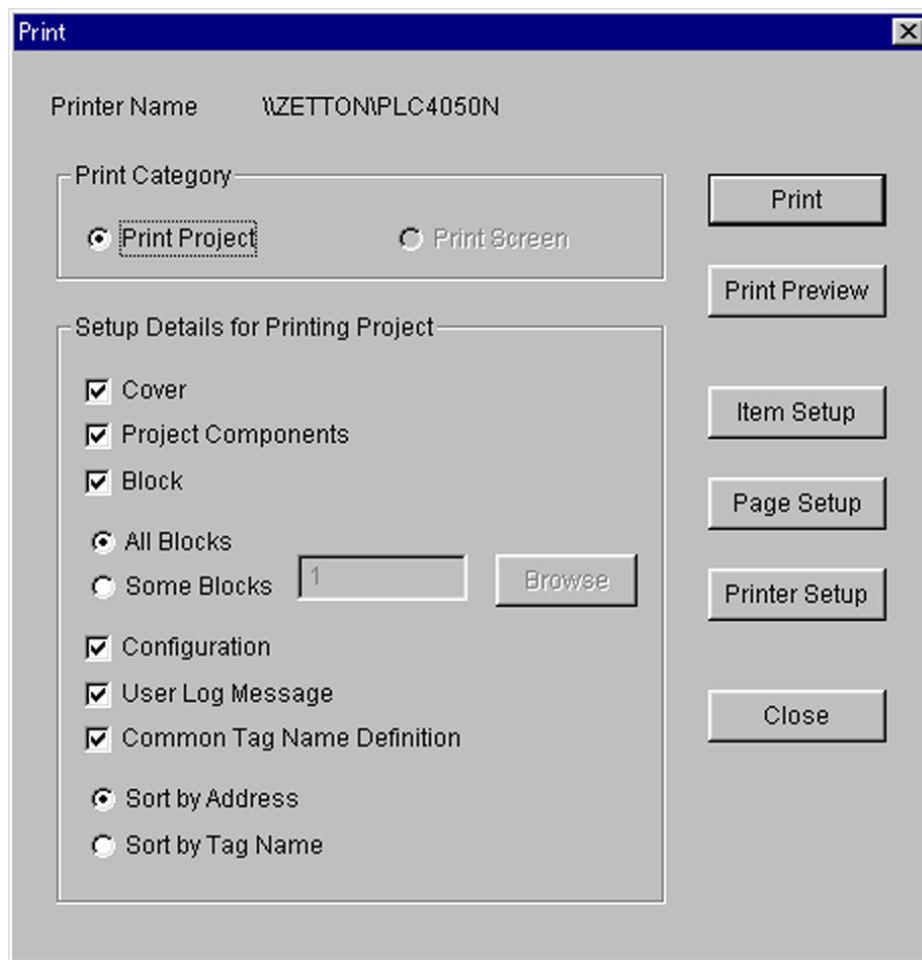 Print
Printer Name \\ZETTON\PLC4050N
Print Category
Print Project Print Screen
Print
Print Preview
Setup Details for Printing Project
Cover
Project Components
Block
All Blocks
Some Blocks 1 Browse
Configuration
User Log Message
Common Tag Name Definition
Sort by Address
Sort by Tag Name
Item Setup
Page Setup
Printer Setup
Close